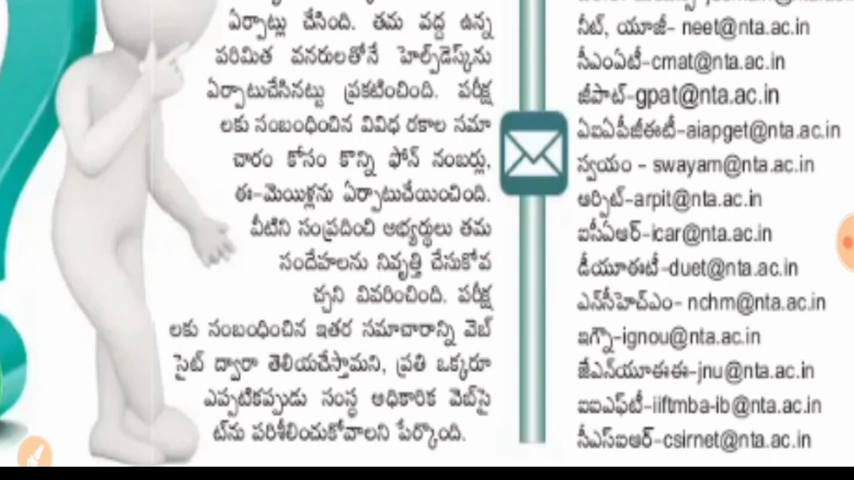 ఏర్పాట్లు చేసింది. తమ వద్ద ఉన్న
పరిమిత వనరులతోనే హెల్ప్‌డెస్క్‌ను
ఏర్పాటుచేసినట్టు ప్రకటించింది. పరీక్ష
లకు సంబంధించిన వివిధ రకాల సమా
చారం కోసం కొన్ని ఫోన్ నంబర్లు,
ఈ-మెయిళ్లను ఏర్పాటుచేయించింది.
వీటిని సంప్రదించి అభ్యర్థులు తమ
సందేహలను నివృత్తి చేసుకోవ
చ్చని వివరించింది. పరీక్ష
లకు సంబంధించిన ఇతర సమాచారాన్ని వెబ్
సైట్ ద్వారా తెలియచేస్తామని, ప్రతి ఒక్కరూ
ఎప్పటికప్పుడు సంస్థ అధికారిక వెబ్‌సై
ట్‌ను పరిశీలించుకోవాలని పేర్కొంది.
నీట్, యూజీ- neet@nta.ac.in
సీఎంఏటీ-cmat@nta.ac.in
జీపాట్-gpat@nta.ac.in
ఏఐఏపీజీఈటీ-aiapget@nta.ac.in
స్వయం - swayam@nta.ac.in
ఆర్పిట్-arpit@nta.ac.in
ఐసీఏఆర్-icar@nta.ac.in
డీయూఈటీ-duet@nta.ac.in
ఎన్‌సీహెచ్ఎం- nchm@nta.ac.in
ఇగ్నౌ-ignou@nta.ac.in
జేఎన్‌యూఈఈ-jnu@nta.ac.in
ఐఐఎఫ్‌టీ-iiftmba-ib@nta.ac.in
సీఎస్ఐఆర్-csirnet@nta.ac.in